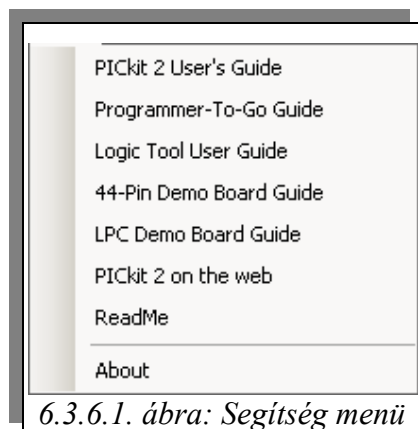 PICkit 2 User's Guide
Programmer-To-Go Guide
Logic Tool User Guide
44-Pin Demo Board Guide
LPC Demo Board Guide
PICkit 2 on the web
ReadMe
About
6.3.6.1. ábra: Segítség menü